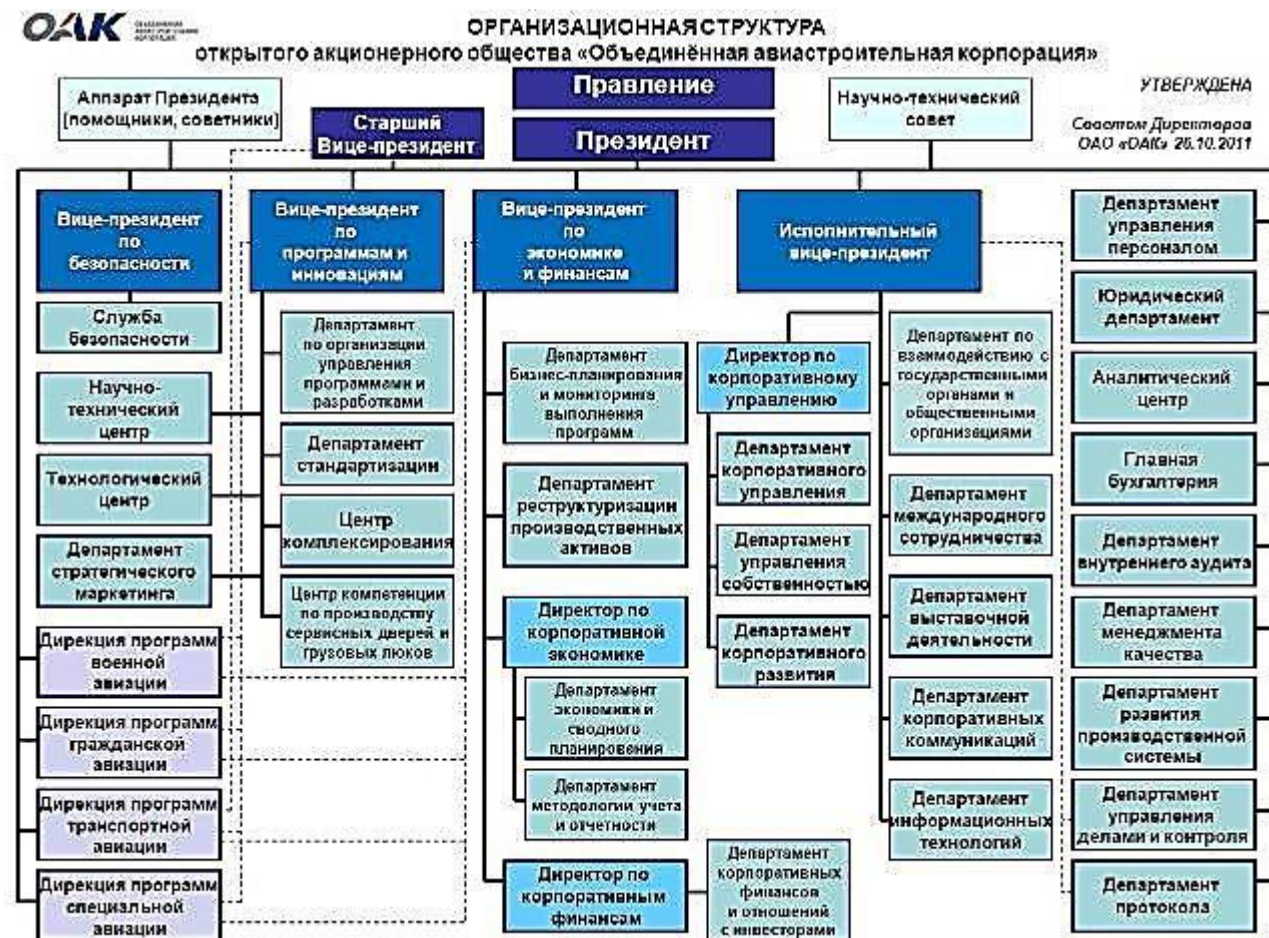 ОАК
ОРГАНИЗАЦИОННАЯ СТРУКТУРА
открытого акционерного общества «Объединённая авиастроительная корпорация»
УТВЕРЖДЕНА
Советом Директоров
ОАО «ОАК» 26.10.2011
Аппарат Президента
(помощники, советники)
Старший
Вице-президент
Правление
Президент
Научно-технический
совет
Вице-президент
по
безопасности
Служба
безопасности
Научно-
технический
центр
Технологический
центр
Департамент
стратегического
маркетинга
Дирекция программ
военной
авиации
Дирекция программ
гражданской
авиации
Дирекция программ
транспортной
авиации
Дирекция программ
специальной
авиации
Вице-президент
по
программам и
инновациям
Департамент
по организации
управления
программами и
разработками
Департамент
стандартизации
Центр
комплексирования
Центр компетенции
по производству
сервисных дверей и
грузовых люков
Вице-президент
по
экономике
и финансам
Департамент
бизнес-планирования
и мониторинга
выполнения
программ
Департамент
реструктуризации
производственных
активов
Директор по
корпоративной
экономике
Департамент
экономики и
сводного
планирования
Департамент
методологии учета
и отчетности
Директор по
корпоративным
финансам
Департамент
корпоративных
финансов
и отношений
с инвесторами
Исполнительный
вице-президент
Директор по
корпоративному
управлению
Департамент
корпоративного
управления
Департамент
управления
собственностью
Департамент
корпоративного
развития
Департамент по
взаимодействию с
государственными
органами и
общественными
организациями
Департамент
международного
сотрудничества
Департамент
выставочной
деятельности
Департамент
корпоративных
коммуникаций
Департамент
информационных
технологий
Департамент
управления
персоналом
Юридический
департамент
Аналитический
центр
Главная
бухгалтерия
Департамент
внутреннего аудита
Департамент
менеджмента
качества
Департамент
развития
производственной
системы
Департамент
управления
делами и контроля
Департамент
протокола